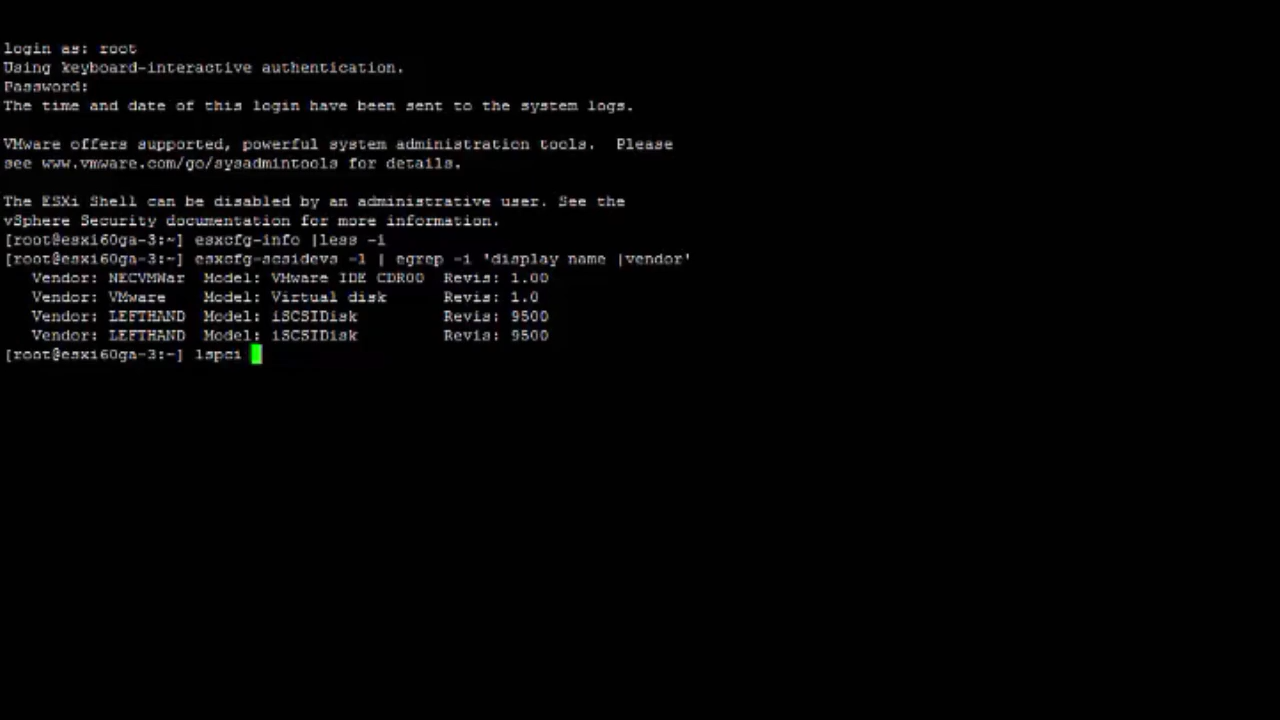 login as: root
Using keyboard-interactive authentication.
Password:
The time and date of this login have been sent to the system logs.
VMware offers supported, powerful system administration tools.  Please
see www.vmware.com/go/sysadmintools for details.
The ESXi Shell can be disabled by an administrative user. See the
vSphere Security documentation for more information.
[root@esxi60ga-3:~] esxcfg-info |less -i
[root@esxi60ga-3:~] esxcfg-scsidevs -l | egrep -i 'display name |vendor'
   Vendor: NECVMWar  Model: VMware IDE CDR00  Revis: 1.00
   Vendor: VMware    Model: Virtual disk      Revis: 1.0
   Vendor: LEFTHAND  Model: iSCSIDisk         Revis: 9500
   Vendor: LEFTHAND  Model: iSCSIDisk         Revis: 9500
[root@esxi60ga-3:~] lspci